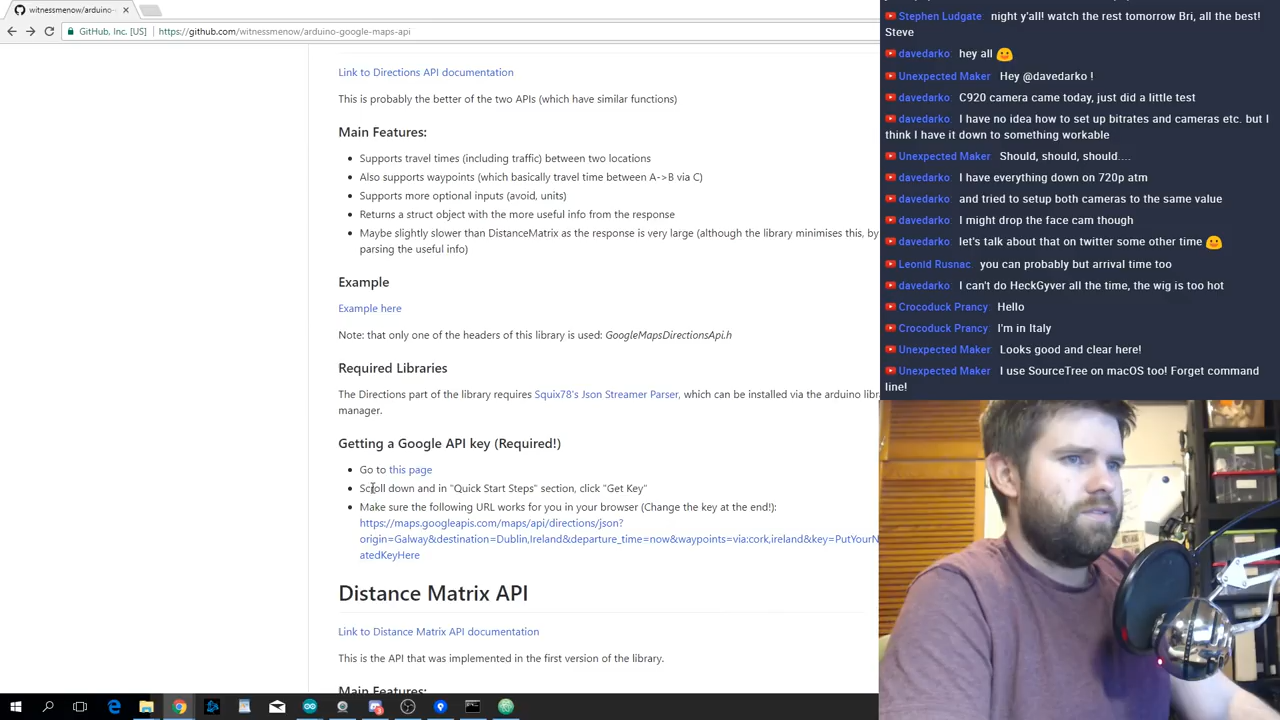 witnessmenow/arduino-
GitHub, Inc. [US]
https://github.com/witnessmenow/arduino-google-maps-api
Link to Directions API documentation
This is probably the better of the two APIs (which have similar functions)
Main Features:
Supports travel times (including traffic) between two locations
Also supports waypoints (which basically travel time between A->B via C)
Supports more optional inputs (avoid, units)
Returns a struct object with the more useful info from the response
Maybe slightly slower than DistanceMatrix as the response is very large (although the library minimises this, by
parsing the useful info)
Example
Example here
Note: that only one of the headers of this library is used: GoogleMapsDirectionsApi.h
Required Libraries
The Directions part of the library requires Squix78's Json Streamer Parser, which can be installed via the arduino lib
manager.
Getting a Google API key (Required!)
Go to this page
Scroll down and in "Quick Start Steps" section, click "Get Key"
Make sure the following URL works for you in your browser (Change the key at the end!):
https://maps.googleapis.com/maps/api/directions/json?
origin=Galway&destination=Dublin,Ireland&departure_time=now&waypoints=via:cork,ireland&key=PutYourN
atedKeyHere
Distance Matrix API
Link to Distance Matrix API documentation
This is the API that was implemented in the first version of the library.
Main Features:
Stephen Ludgate night y'all! watch the rest tomorrow Bri, all the best!
Steve
davedarko hey all
Unexpected Maker Hey @davedarko !
davedarko C920 camera came today, just did a little test
davedarko I have no idea how to set up bitrates and cameras etc. but I
think I have it down to something workable
Unexpected Maker Should, should, should....
davedarko I have everything down on 720p atm
davedarko and tried to setup both cameras to the same value
davedarko I might drop the face cam though
davedarko let's talk about that on twitter some other time
Leonid Rusnac you can probably but arrival time too
davedarko I can't do HeckGyver all the time, the wig is too hot
Crocoduck Prancy Hello
Crocoduck Prancy I'm in Italy
Unexpected Maker Looks good and clear here!
Unexpected Maker I use SourceTree on macOS too! Forget command
line!